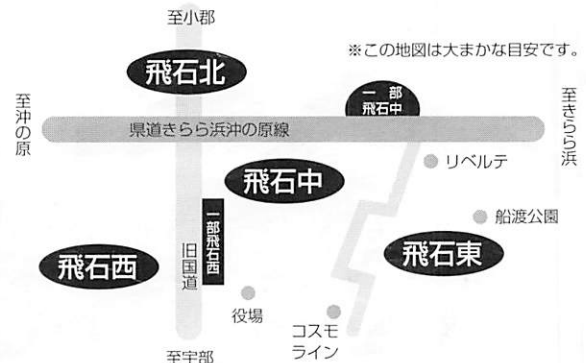 至小郡
※この地図は大まかな目安です。
飛石北
一部
飛石中
至沖の原
至きらら浜
県道きらら浜沖の原線
リベルテ
飛石中
船渡公園
一部飛石西
飛石東
飛石西
旧国道
役場
コスモ
ライン
至宇部